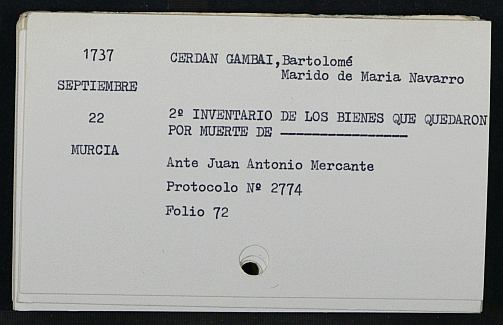 1737
SEPTIEMBRE
22
MURCIA
CERDAN GAMBAI,Bartolomé
Marido de Maria Navarro
2º INVENTARIO DE LOS BIENES QUE QUEDARON
POR MUERTE DE ----------------
Ante Juan Antonio Mercante
Protocolo Nº 2774
Folio 72